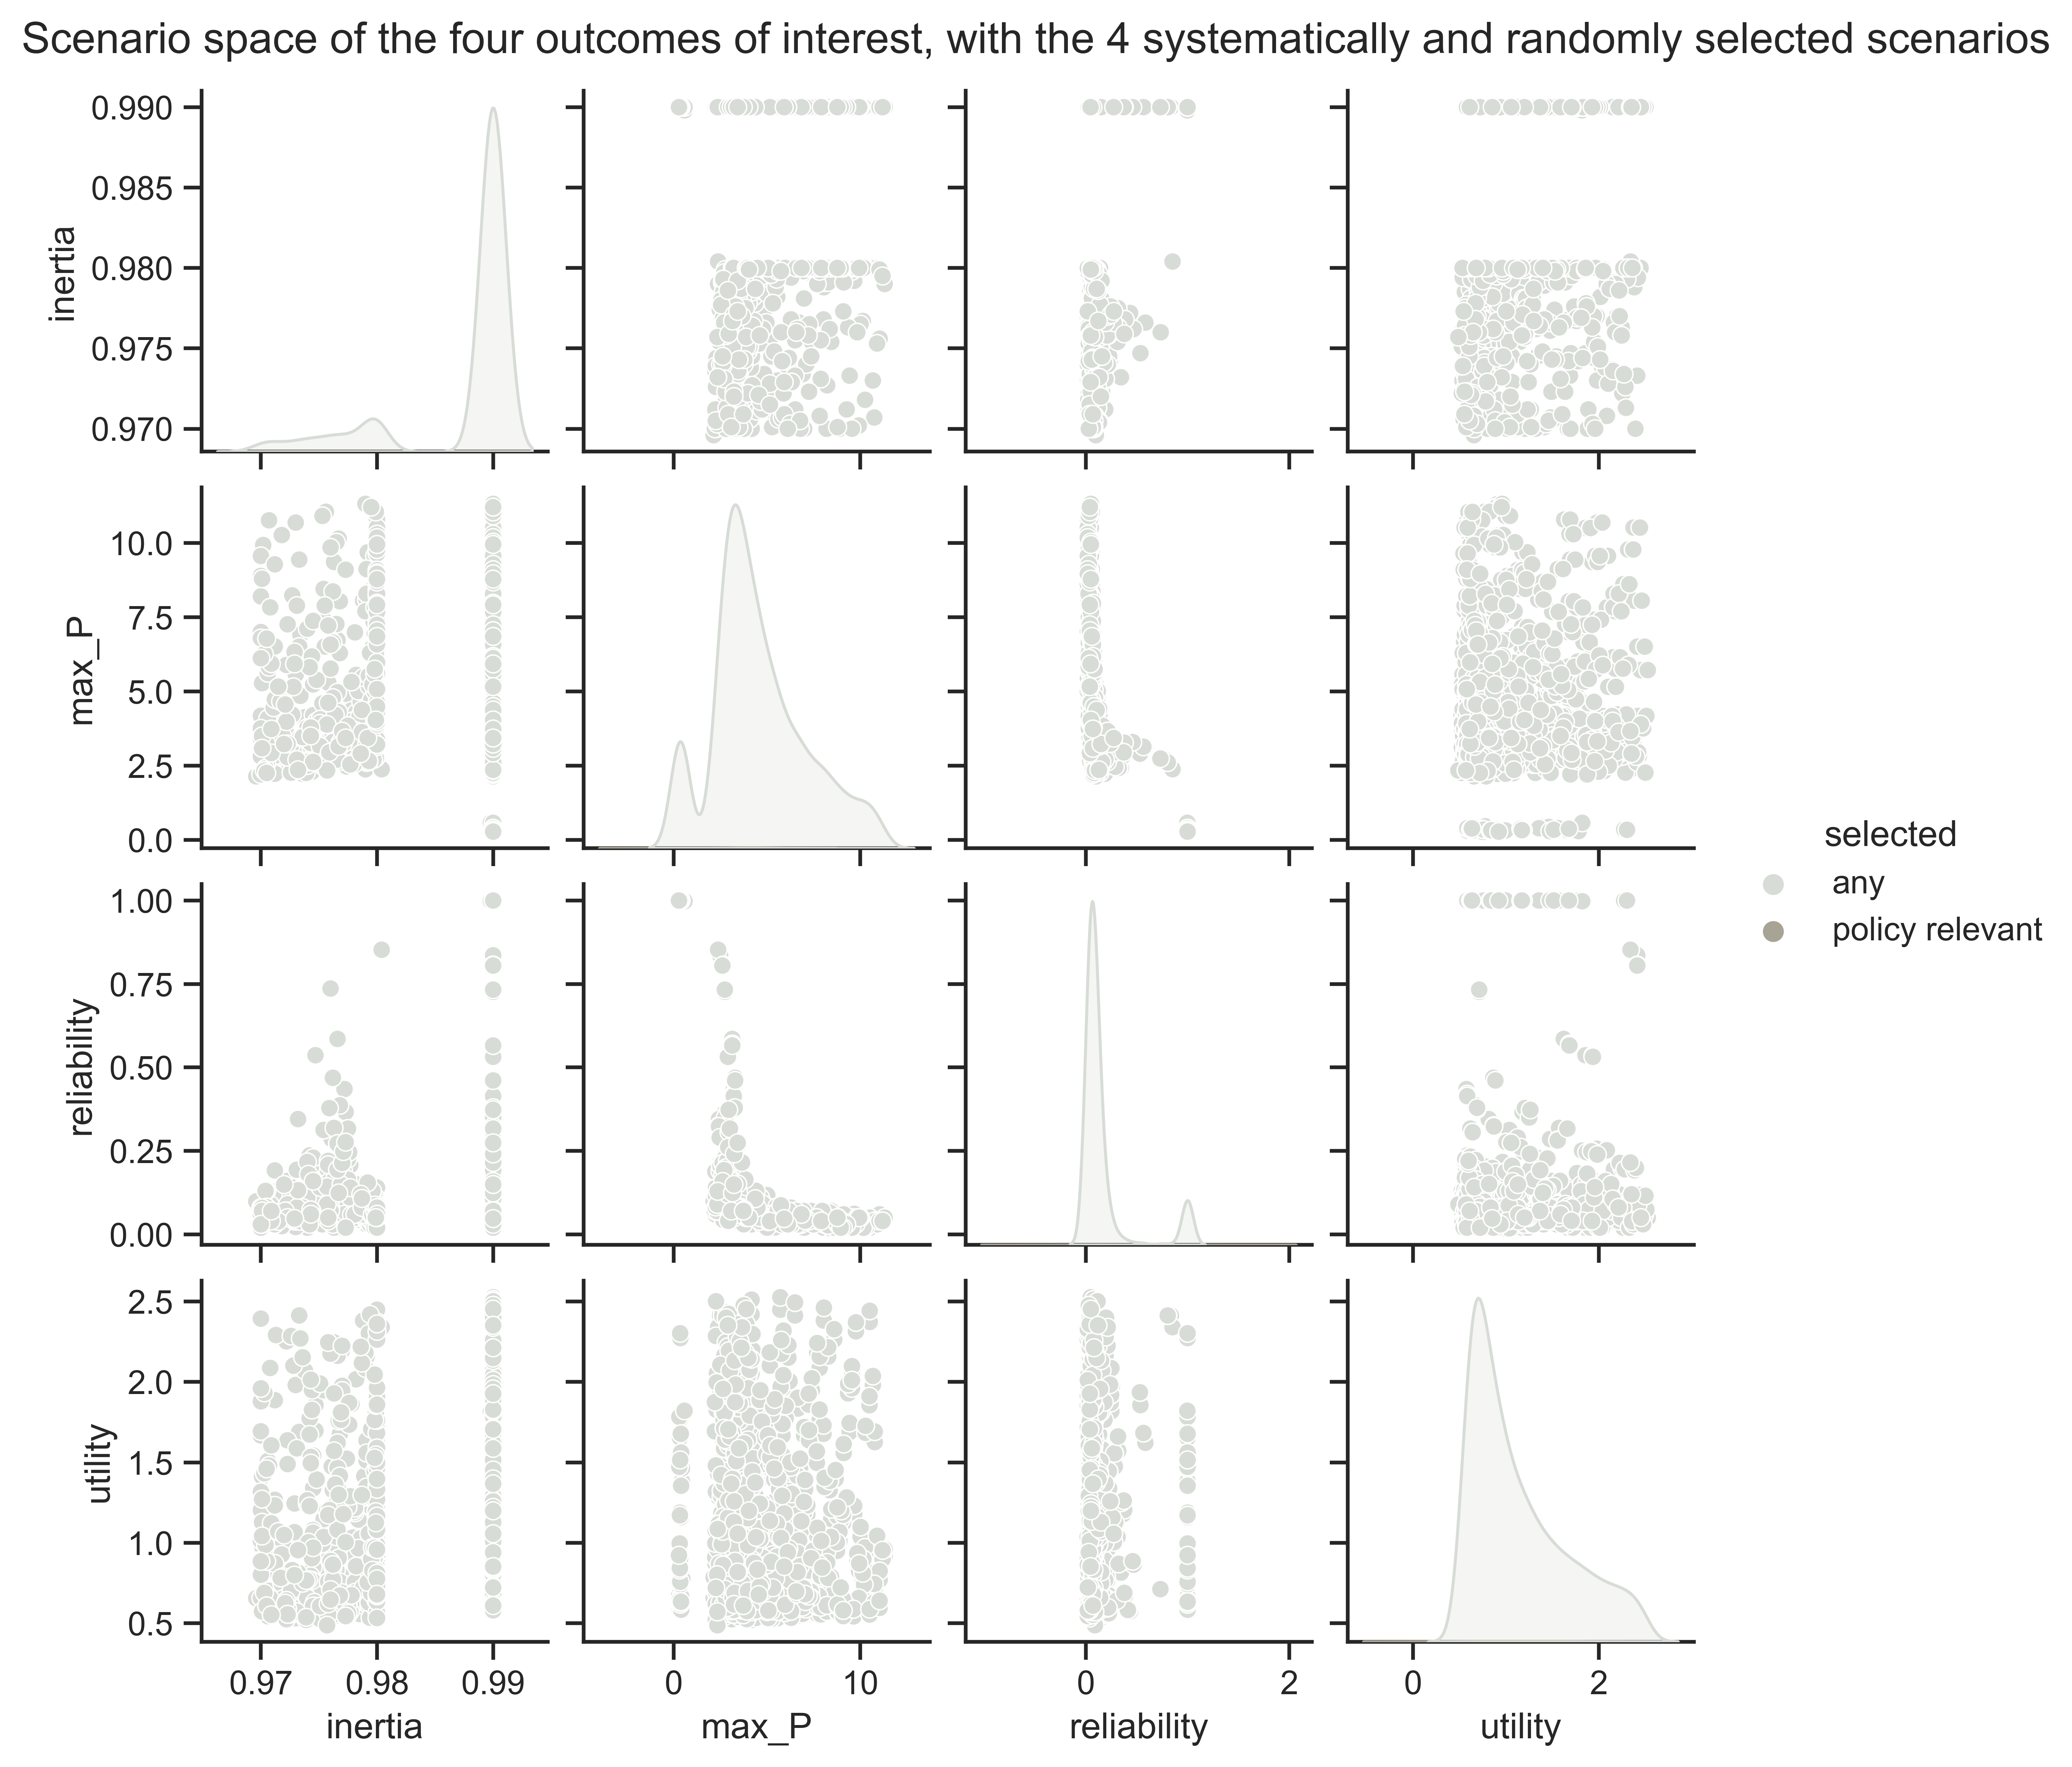 Scenario space of the four outcomes of interest, with the 4 systematically and randomly selected scenarios
0.990
0.985
0.980
0.975
0.970
inertia
10.0
7.5
5.0
2.5
0.0
max_P
selected
any
policy relevant
1.00
0.75
0.50
0.25
0.00
reliability
2.5
2.0
1.5
1.0
0.5
utility
0.97 0.98 0.99
0 10
0 2
0 2
inertia
max_P
reliability
utility